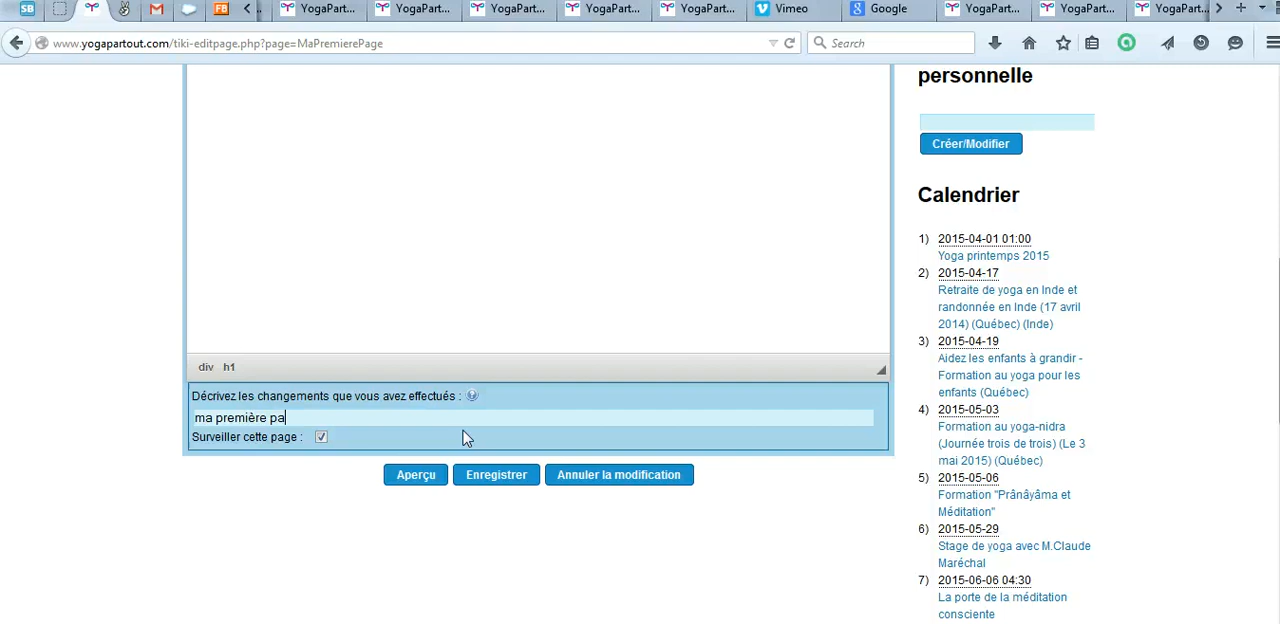 SB
FB
YogaPart...
YogaPart...
YogaPart...
YogaPart...
YogaPart...
Vimeo
Google
YogaPart...
YogaPart...
YogaPart...
www.yogapartout.com/tiki-editpage.php?page=MaPremierePage
Search
personnelle
Créer/Modifier
Calendrier
1) 2015-04-01 01:00
Yoga printemps 2015
2) 2015-04-17
Retraite de yoga en Inde et
randonnée en Inde (17 avril
2014) (Québec) (Inde)
3) 2015-04-19
Aidez les enfants à grandir -
Formation au yoga pour les
enfants (Québec)
4) 2015-05-03
Formation au yoga-nidra
(Journée trois de trois) (Le 3
mai 2015) (Québec)
5) 2015-05-06
Formation "Prânâyâma et
Méditation"
6) 2015-05-29
Stage de yoga avec M.Claude
Maréchal
7) 2015-06-06 04:30
La porte de la méditation
consciente
div h1
Décrivez les changements que vous avez effectués :
ma première pa
Surveiller cette page :
Aperçu
Enregistrer
Annuler la modification